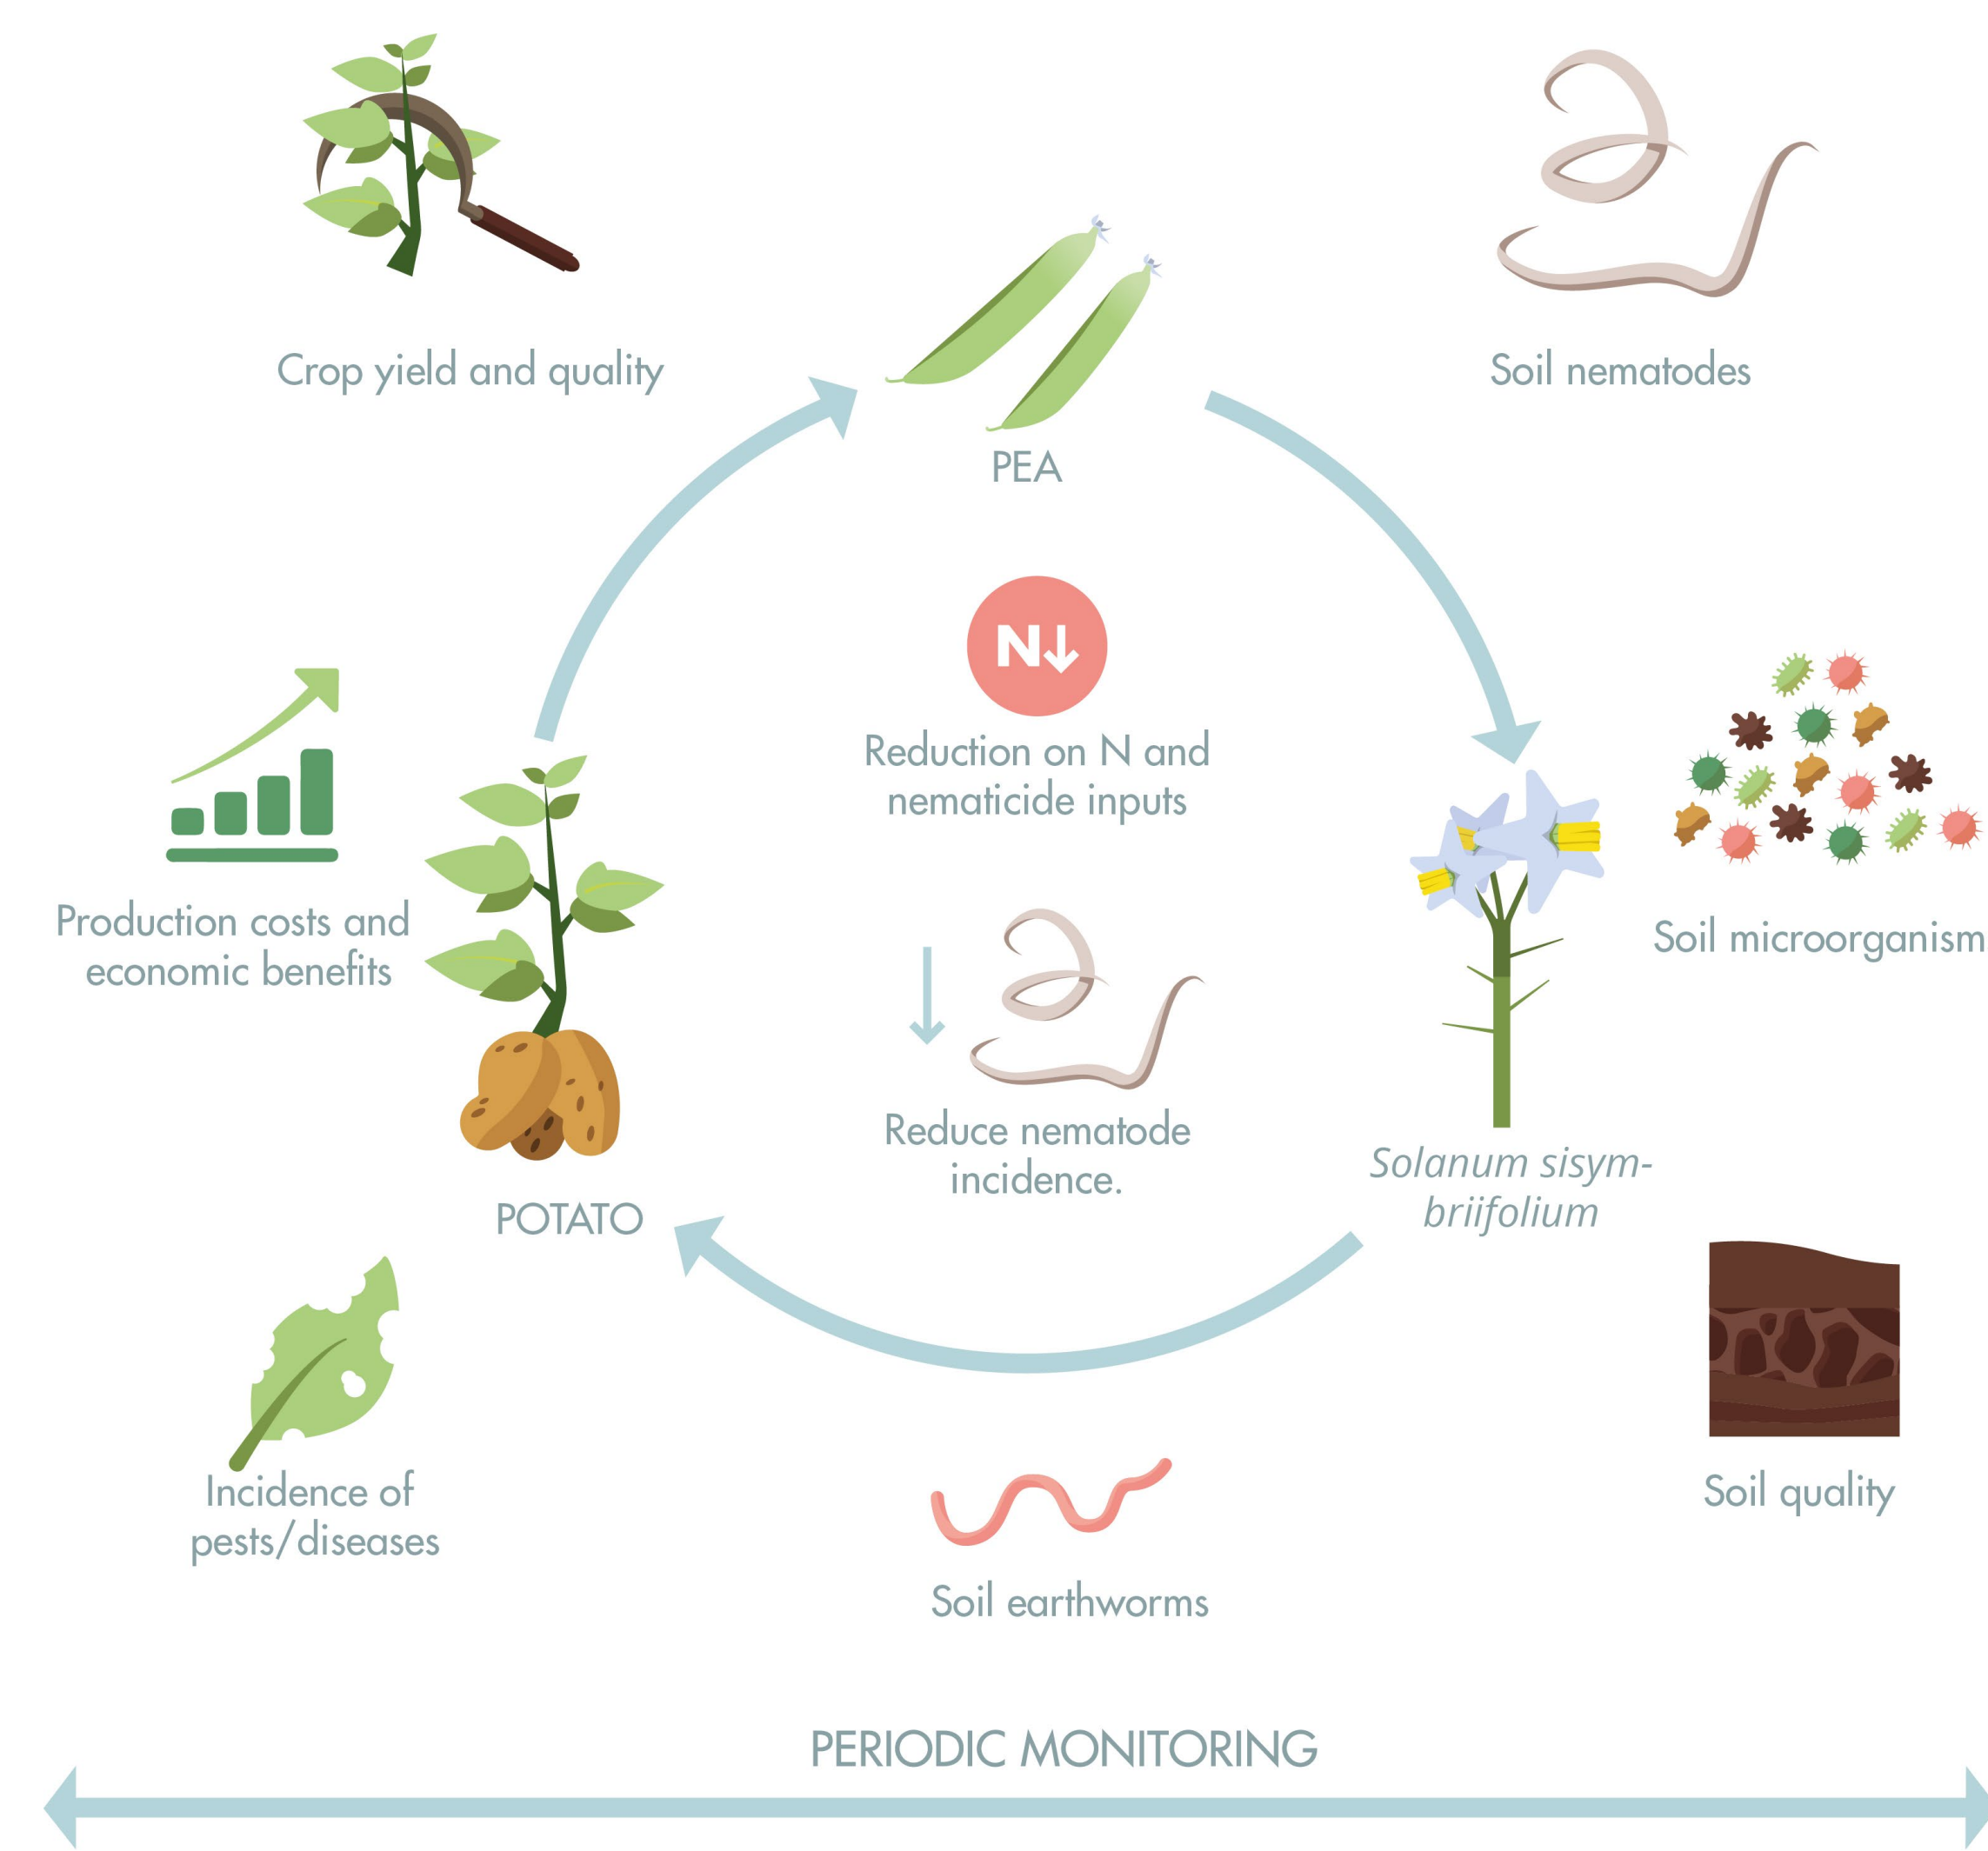 Crop yield and quality
Soil nematodes
PEA
N
Reduction on N and
nematicide inputs
Production costs and
economic benefits
Soil microorganism
Reduce nematode
incidence.
Solanum sisym-
briifolium
POTATO
Incidence of
pests/diseases
Soil quality
Soil earthworms
PERIODIC MONITORING